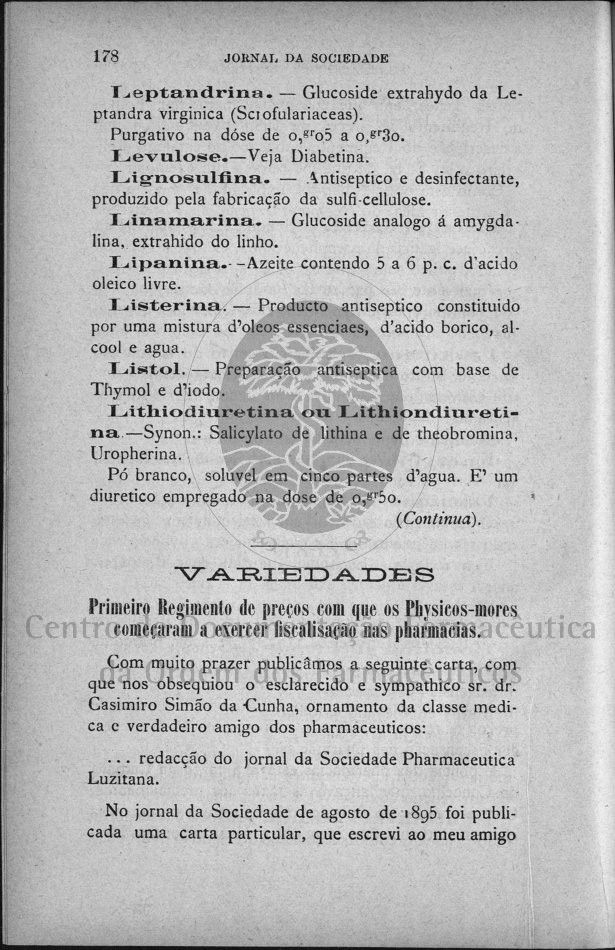 178 JORNAL DA SOCIEDADE
Leptandrina. — Glucoside extrahydo da Le-
ptandra virginica (Scrofulariaceas).
Purgativo na dóse de 0,gr05 a 0,gr30.
Levulose.—Veja Diabetina.
Lignosulfina. — Antiseptico e desinfectante,
produzido pela fabricação da sulfi-cellulose.
Linamarina. — Glucoside analogo á amygda-
lina, extrahido do linho.
Lipanina.--Azeite contendo 5 a 6 p. c. d'acido
oleico livre.
Listerina. — Producto antiseptico constituido
por uma mistura d'oleos essenciaes, d'acido borico, al-
cool e agua.
Listol. — Preparação antiseptica com base de
Thymol e d'iodo.
Lithiodiuretina ou Lithiondiureti-
na.—Synon.: Salicylato de lithina e de theobromina,
Uropherina.
Pó branco, soluvel em cinco partes d'agua. E' um
diuretico empregado na dose de 0,gr50.
(Continua).
VARIEDADES
Primeiro Regimento de preços com que os Physicos-mores
começaram a exercer fiscalisação nas pharmacias.
Centro de Documentação Farmacêutica
da Ordem dos Farmacêuticos
Com muito prazer publicâmos a seguinte carta, com
que nos obsequiou o esclarecido e sympathico sr. dr.
Casimiro Simão da Cunha, ornamento da classe medi-
ca e verdadeiro amigo dos pharmaceuticos:
... redacção do jornal da Sociedade Pharmaceutica
Luzitana.
No jornal da Sociedade de agosto de 1895 foi publi-
cada uma carta particular, que escrevi ao meu amigo